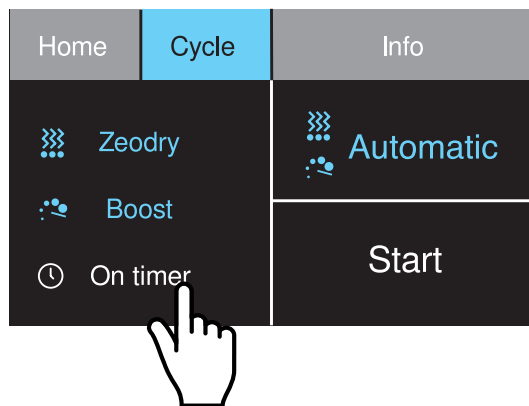 Home
Cycle
Info
Zeodry
Boost
On timer
Automatic
Start